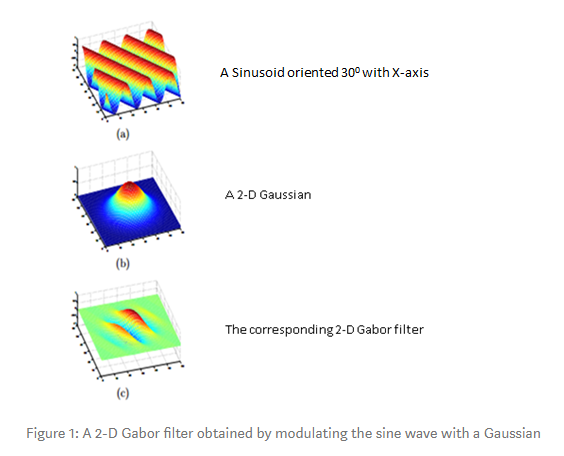 A Sinusoid oriented 30⁰ with X-axis
(a)
A 2-D Gaussian
(b)
The corresponding 2-D Gabor filter
(c)
Figure 1: A 2-D Gabor filter obtained by modulating the sine wave with a Gaussian